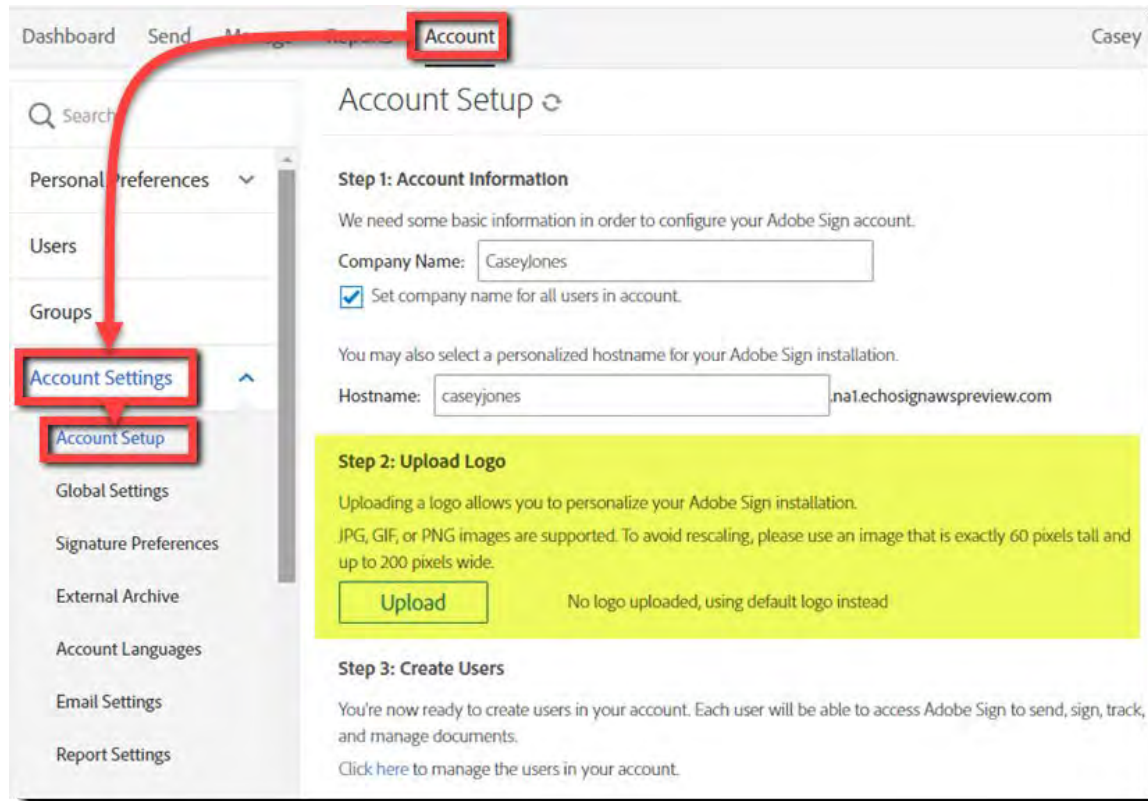 Dashboard Send Manage Reports Account Casey
Search
Personal Preferences
Users
Groups
Account Settings
Account Setup
Global Settings
Signature Preferences
External Archive
Account Languages
Email Settings
Report Settings
Account Setup
Step 1: Account Information
We need some basic information in order to configure your Adobe Sign account.
Company Name: CaseyJones
Set company name for all users in account.
You may also select a personalized hostname for your Adobe Sign installation.
Hostname: caseyjones .na1.echosignawspreview.com
Step 2: Upload Logo
Uploading a logo allows you to personalize your Adobe Sign installation.
JPG, GIF, or PNG images are supported. To avoid rescaling, please use an image that is exactly 60 pixels tall and
up to 200 pixels wide.
Upload No logo uploaded, using default logo instead
Step 3: Create Users
You're now ready to create users in your account. Each user will be able to access Adobe Sign to send, sign, track,
and manage documents.
Click here to manage the users in your account.